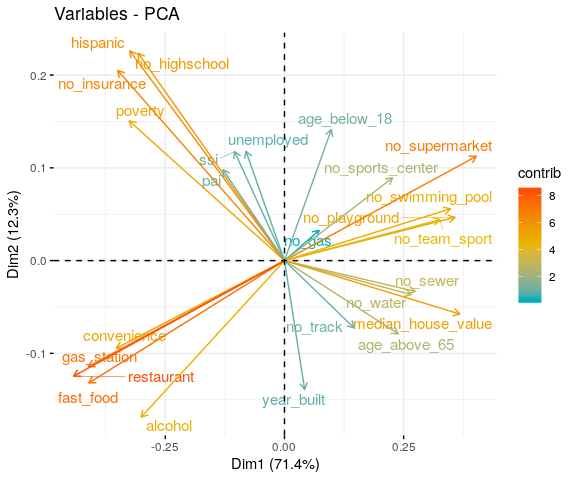 Variables - PCA
hispanic
no_highschool
no_insurance
poverty
age_below_18
unemployed
no_supermarket
ssi
no_sports_center
pai
no_swimming_pool
no_playground
no_gas
no_team_sport
no_sewer
no_water
no_track
median_house_value
convenience
age_above_65
gas_station
restaurant
fast_food
year_built
alcohol
0.2
0.1
0.0
-0.1
-0.25
0.00
0.25
Dim1 (71.4%)
Dim2 (12.3%)
contrib
8
6
4
2